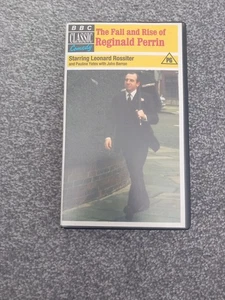 BBC
CLASSIC
Comedy
The Fall and Rise of
Reginald Perrin
Starring Leonard Rossiter
and Pauline Yates with John Barron
PG